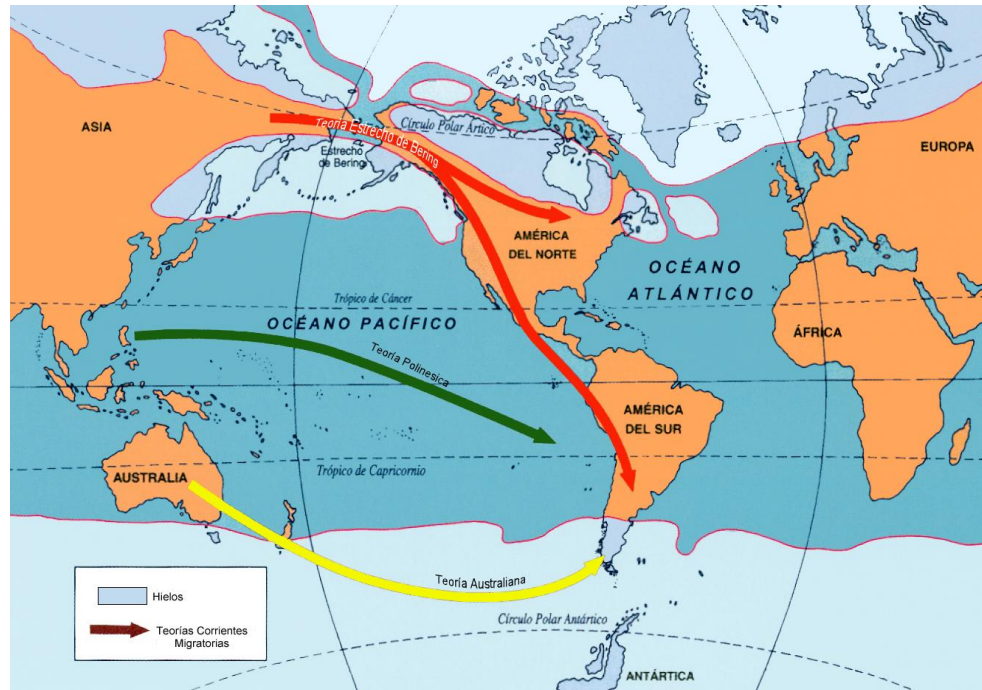 ASIA
Teoría Estrecho de Bering
Estrecho
de Bering
Círculo Polar Artico
EUROPA
AMÉRICA
DEL NORTE
OCÉANO
ATLÁNTICO
Trópico de Cáncer
OCÉANO PACÍFICO
ÁFRICA
Teoría Polinesica
AMÉRICA
DEL SUR
Trópico de Capricornio
AUSTRALIA
Teoría Australiana
Hielos
Teorías Corrientes
Migratorias
Círculo Polar Antártico
ANTÁRTICA